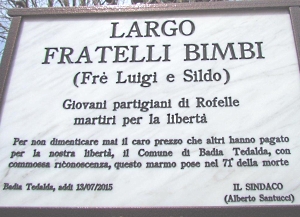 LARGO
FRATELLI BIMBI
(Frè Luigi e Sildo)
Giovani partigiani di Rofelle
martiri per la libertà
Per non dimenticare mai il caro prezzo che altri hanno pagato
per la nostra libertà, il Comune di Badia Tedalda, con
commossa riconoscenza, questo marmo pose nel 71° della morte
Badia Tedalda, addì 13/07/2015
IL SINDACO
(Alberto Santucci)